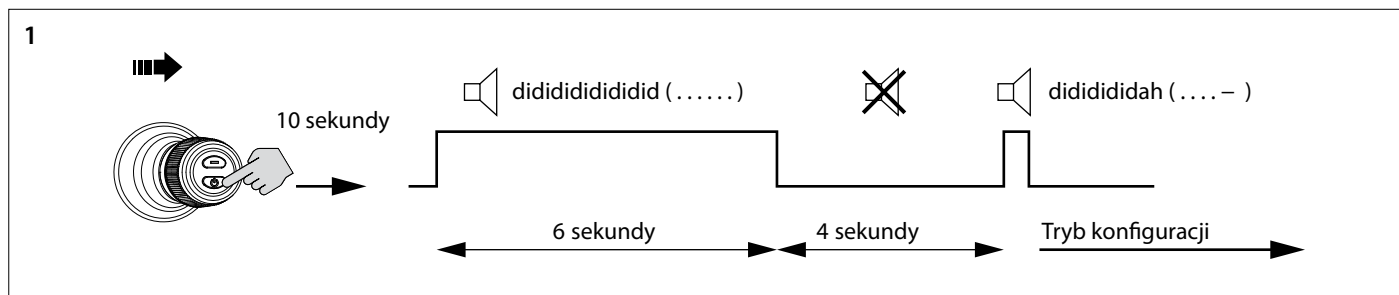 1
10 sekundy
didididididididid ( . . . . . . )
didididididah ( . . . . – )
6 sekundy
4 sekundy
Tryb konfiguracji